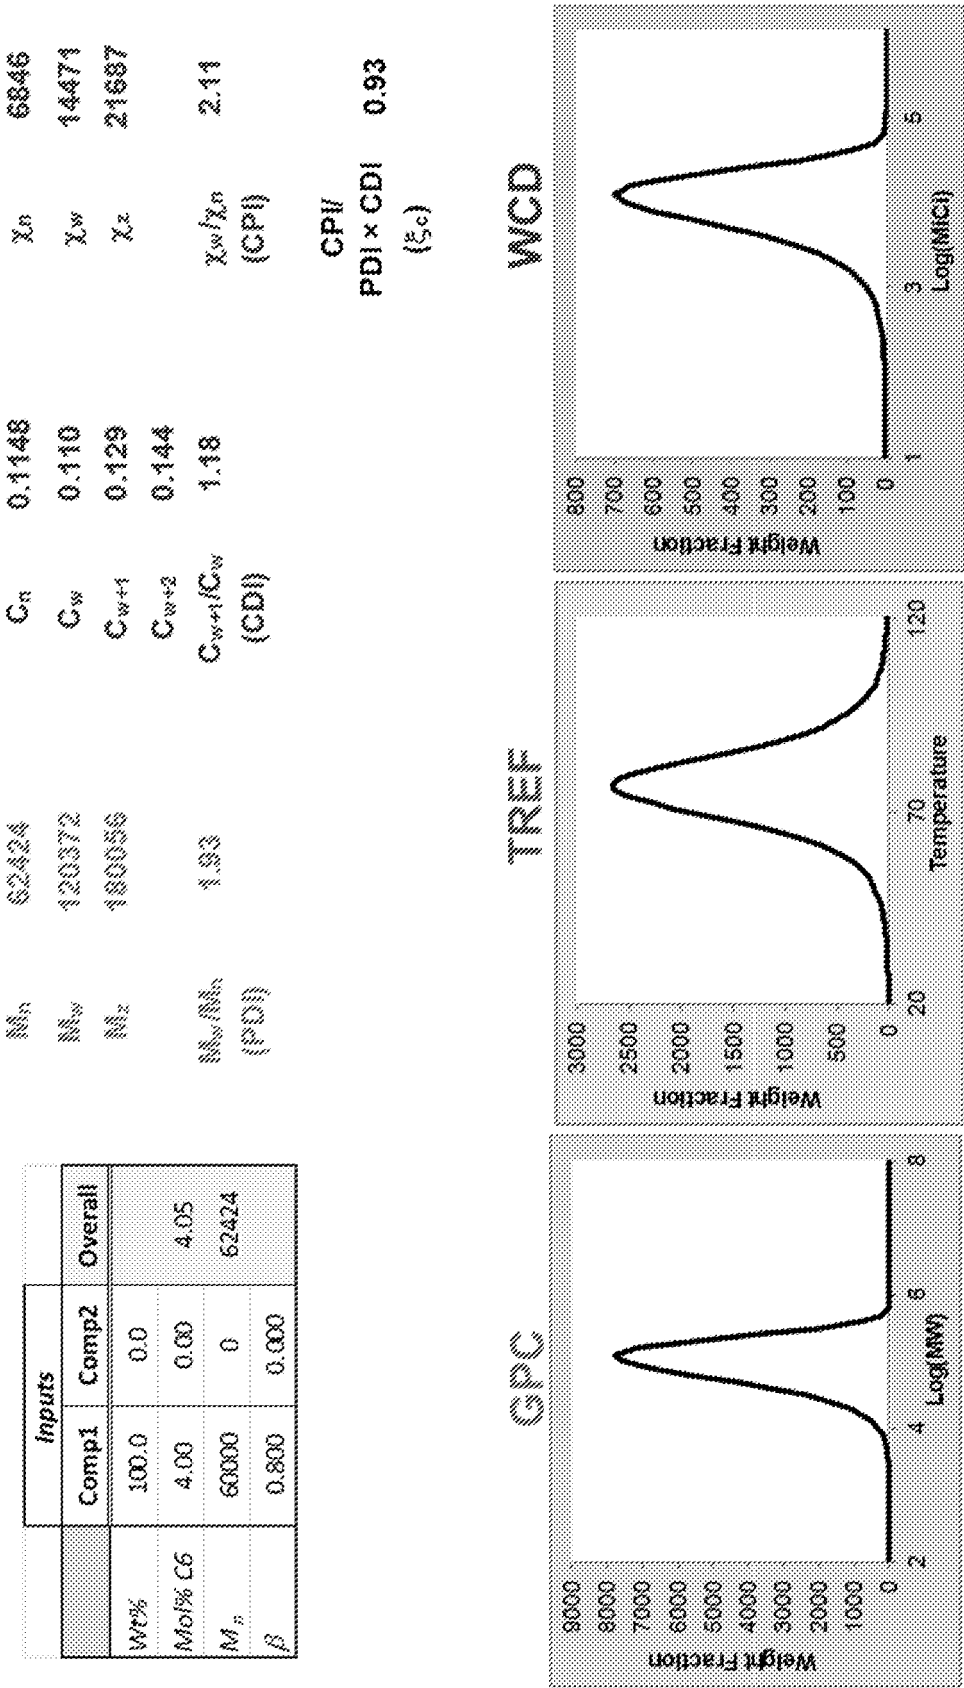 Inputs
Comp1 Comp2 Overall
Wt% 100.0 0.0
Mol% C6 4.00 0.00 4.05
Mn 60000 0 62424
β 0.800 0.000
Mn 62424
Mw 120372
Mz 180056
Mw/Mn 1.93
(PDI)
Cn 0.1148
Cw 0.110
Cw+1 0.129
Cw+2 0.144
Cw+1/Cw 1.18
(CDI)
χn 6846
χw 14471
χz 21687
χw/χn 2.11
(CPI)
CPI/
PDI × CDI 0.93
(ξc)
GPC
Weight Fraction
9000
8000
7000
6000
5000
4000
3000
2000
1000
0
2 4 6 8
Log(MW)
TREF
Weight Fraction
3000
2500
2000
1500
1000
500
0
20 70 120
Temperature
WCD
Weight Fraction
800
700
600
500
400
300
200
100
0
1 3 5
Log(MICI)